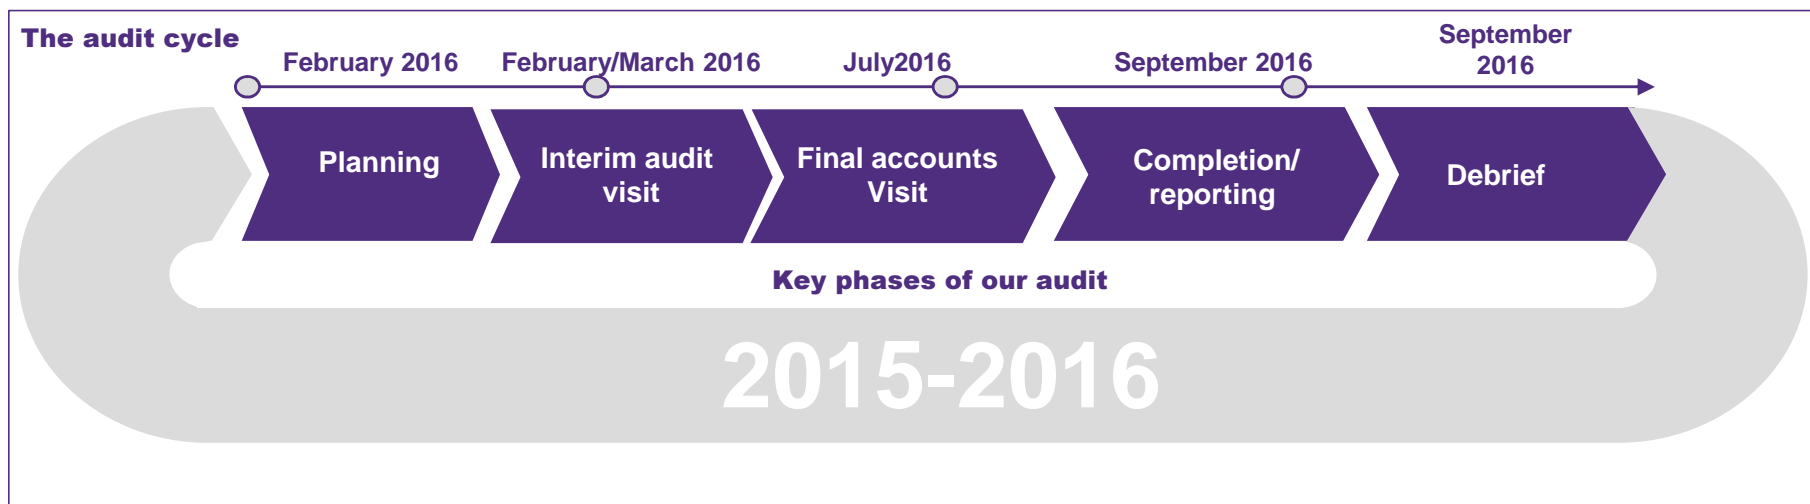 The audit cycle
February 2016
February/March 2016
July2016
September 2016
September
2016
Planning
Interim audit
visit
Final accounts
Visit
Completion/
reporting
Debrief
Key phases of our audit
2015-2016